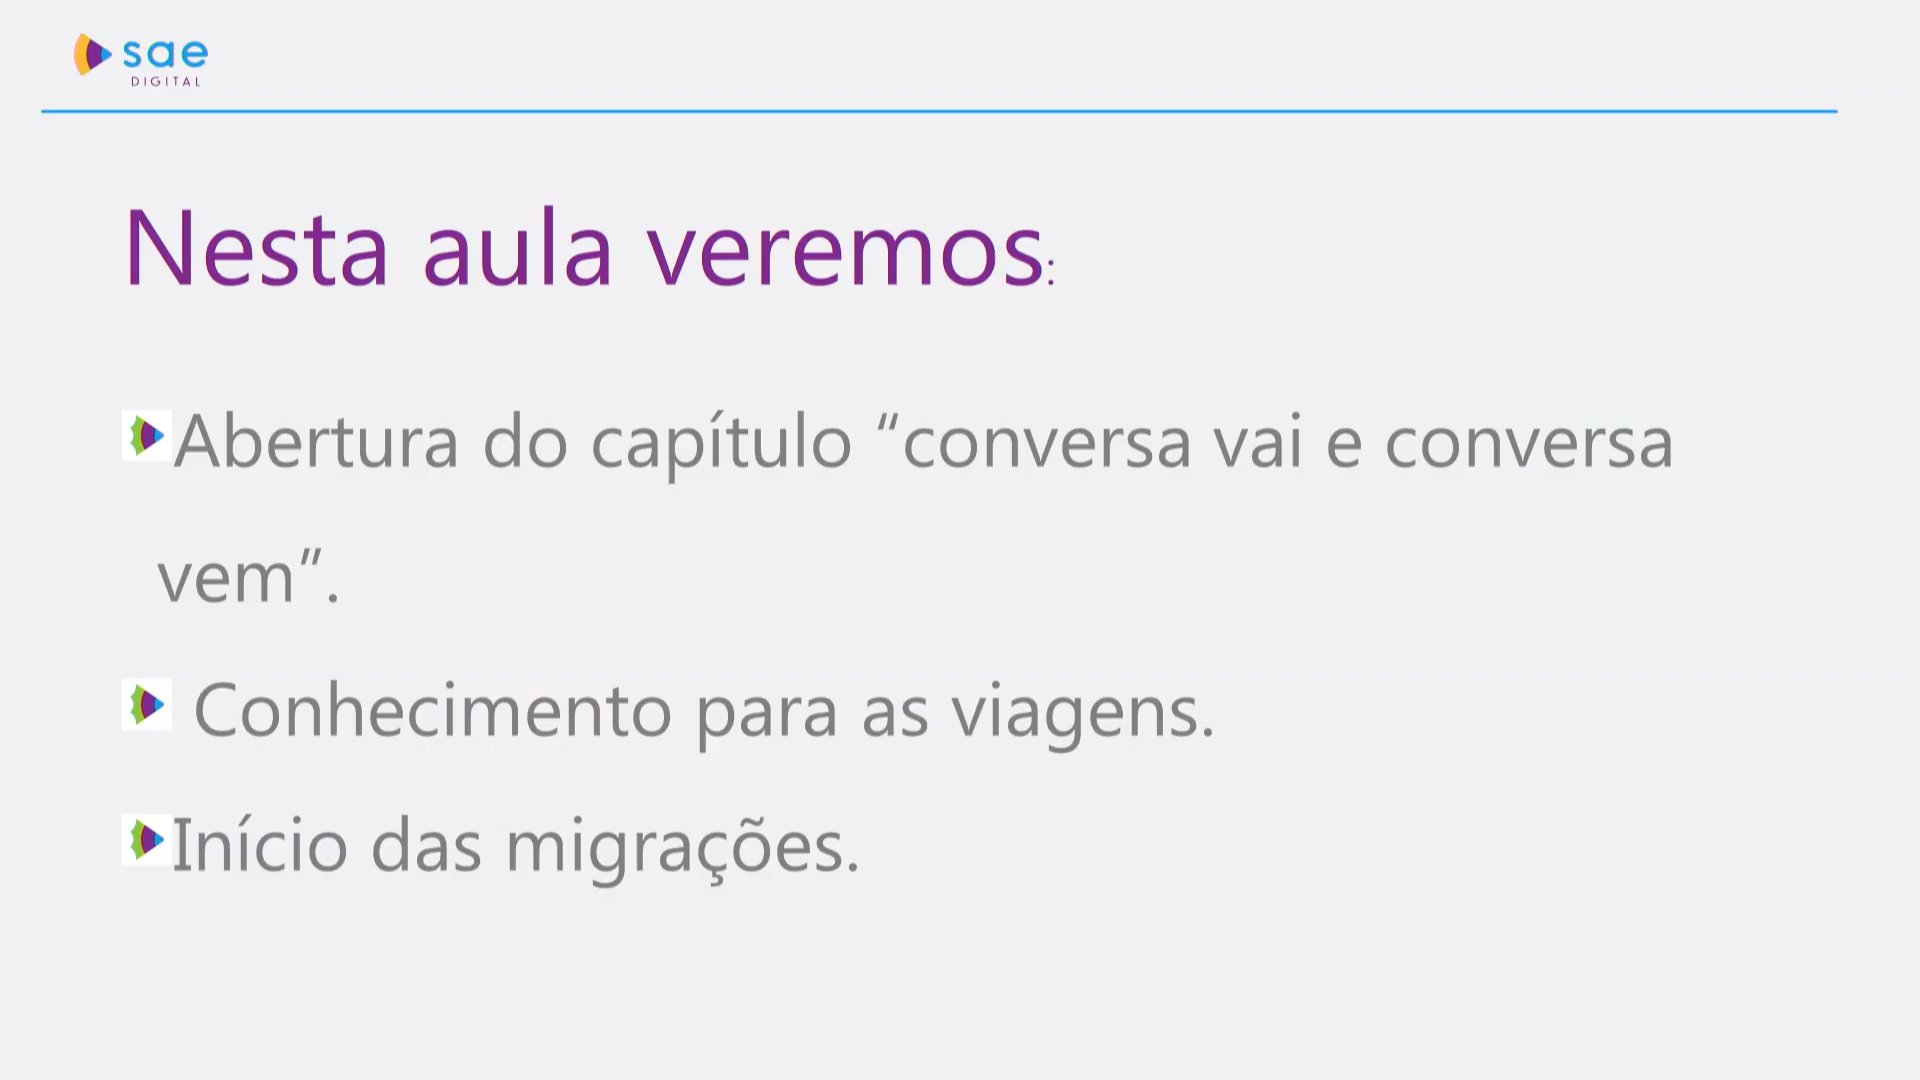 sae
DIGITAL
Nesta aula veremos:
Abertura do capítulo “conversa vai e conversa
vem”.
Conhecimento para as viagens.
Início das migrações.